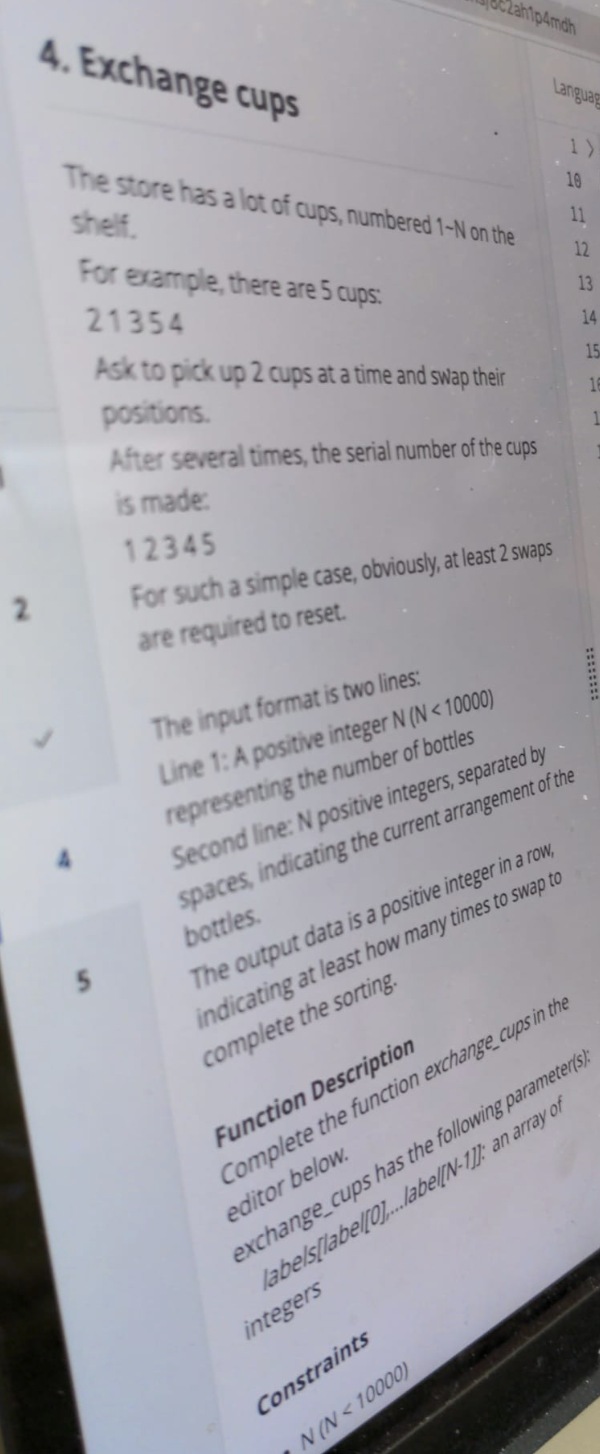 4. Exchange cups
The store has a lot of cups, numbered 1~N on the
shelf.
For example, there are 5 cups:
2 1 3 5 4
Ask to pick up 2 cups at a time and swap their
positions.
After several times, the serial number of the cups
is made:
1 2 3 4 5
For such a simple case, obviously, at least 2 swaps
are required to reset.
The input format is two lines:
Line 1: A positive integer N (N < 10000)
representing the number of bottles
Second line: N positive integers, separated by
spaces, indicating the current arrangement of the
bottles.
The output data is a positive integer in a row,
indicating at least how many times to swap to
complete the sorting.
Function Description
Complete the function exchange_cups in the
editor below.
exchange_cups has the following parameter(s):
labels[label[0],...label[N-1]]: an array of
integers
Constraints
N (N < 10000)
2
4
5
1
10
11
12
13
14
15